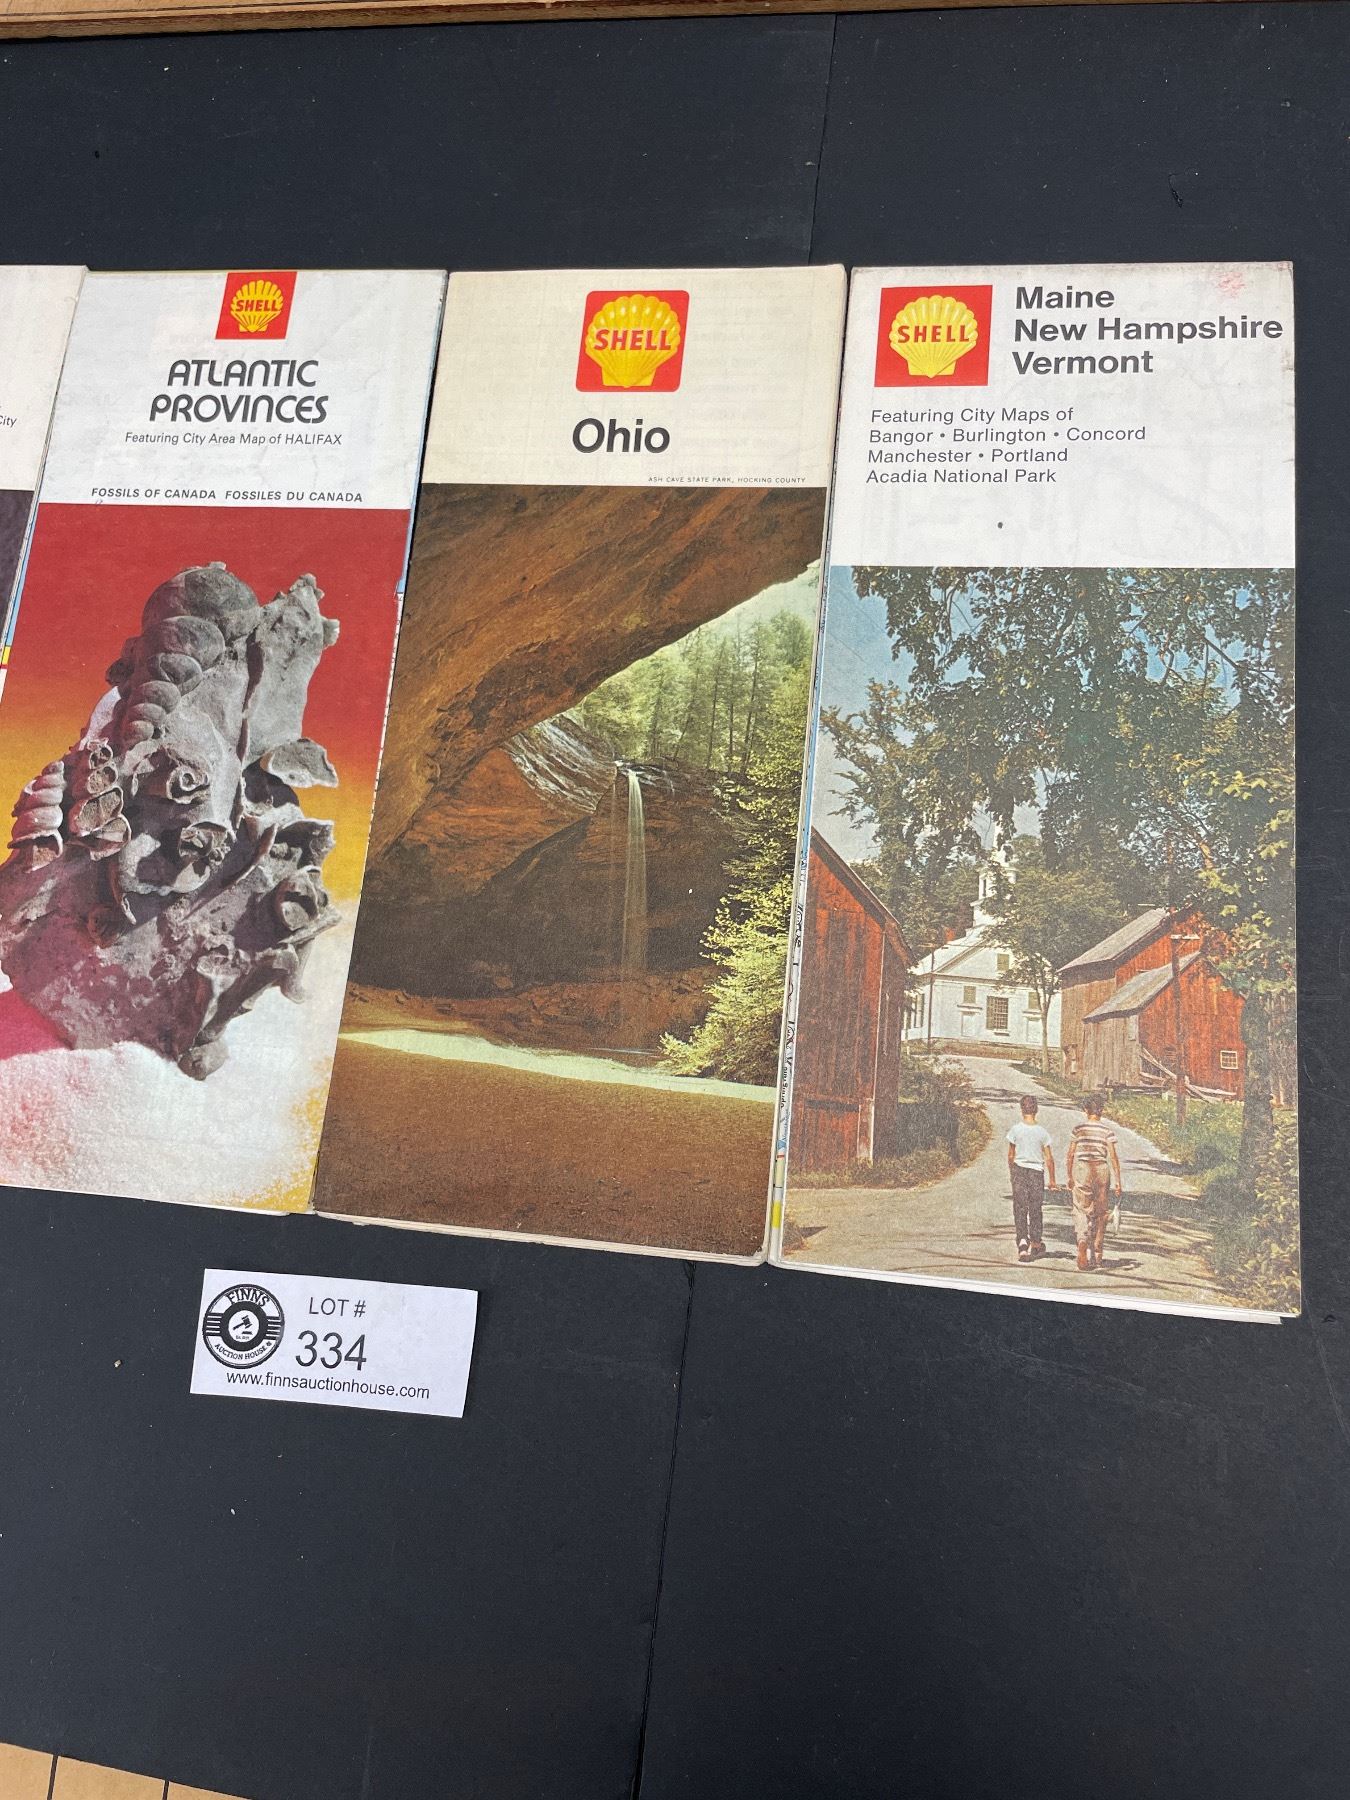 City
SHELL
ATLANTIC
PROVINCES
Featuring City Area Map of HALIFAX
FOSSILS OF CANADA FOSSILES DU CANADA
SHELL
Ohio
ASH CAVE STATE PARK, HOCKING COUNTY
SHELL
Maine
New Hampshire
Vermont
Featuring City Maps of
Bangor • Burlington • Concord
Manchester • Portland
Acadia National Park
FINNS
AUCTION HOUSE
LOT #
334
www.finnsauctionhouse.com